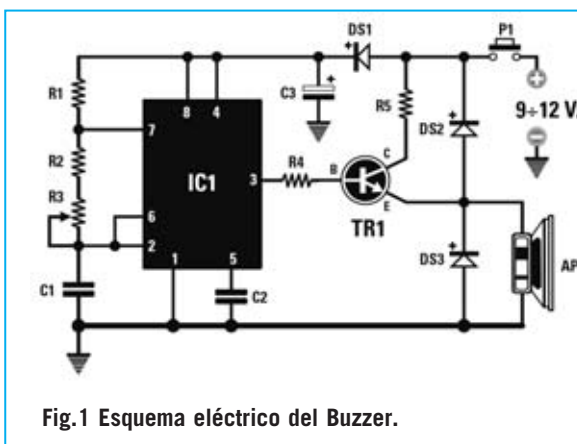 DS1
P1
R1
8
4
C3
R5
DS2
9÷12 V
7
R2
IC1
3
R4
B
C
E
R3
6
TR1
2
DS3
AP
1
5
C1
C2
Fig.1 Esquema eléctrico del Buzzer.